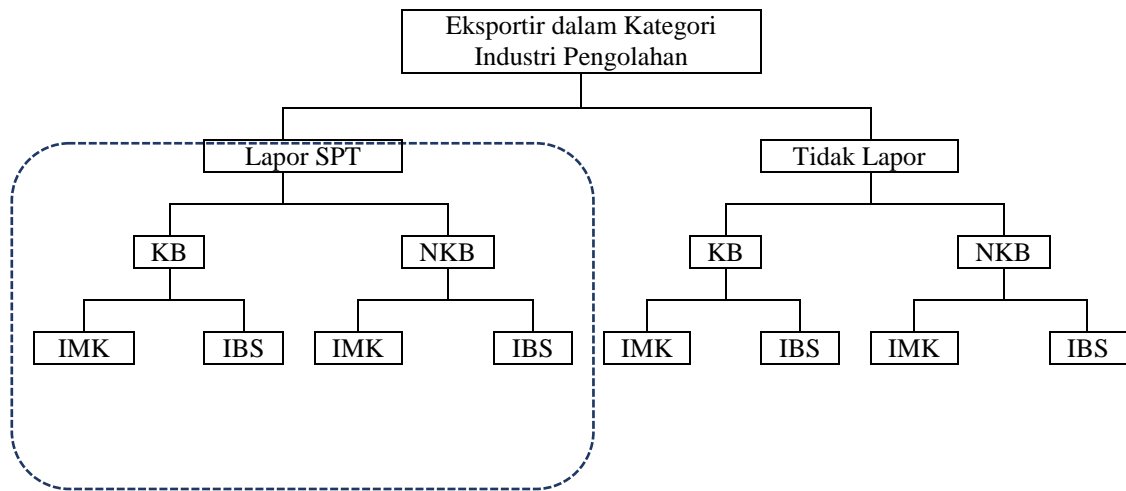 Eksportir dalam Kategori
Industri Pengolahan
Lapor SPT
Tidak Lapor
KB
NKB
KB
NKB
IMK
IBS
IMK
IBS
IMK
IBS
IMK
IBS